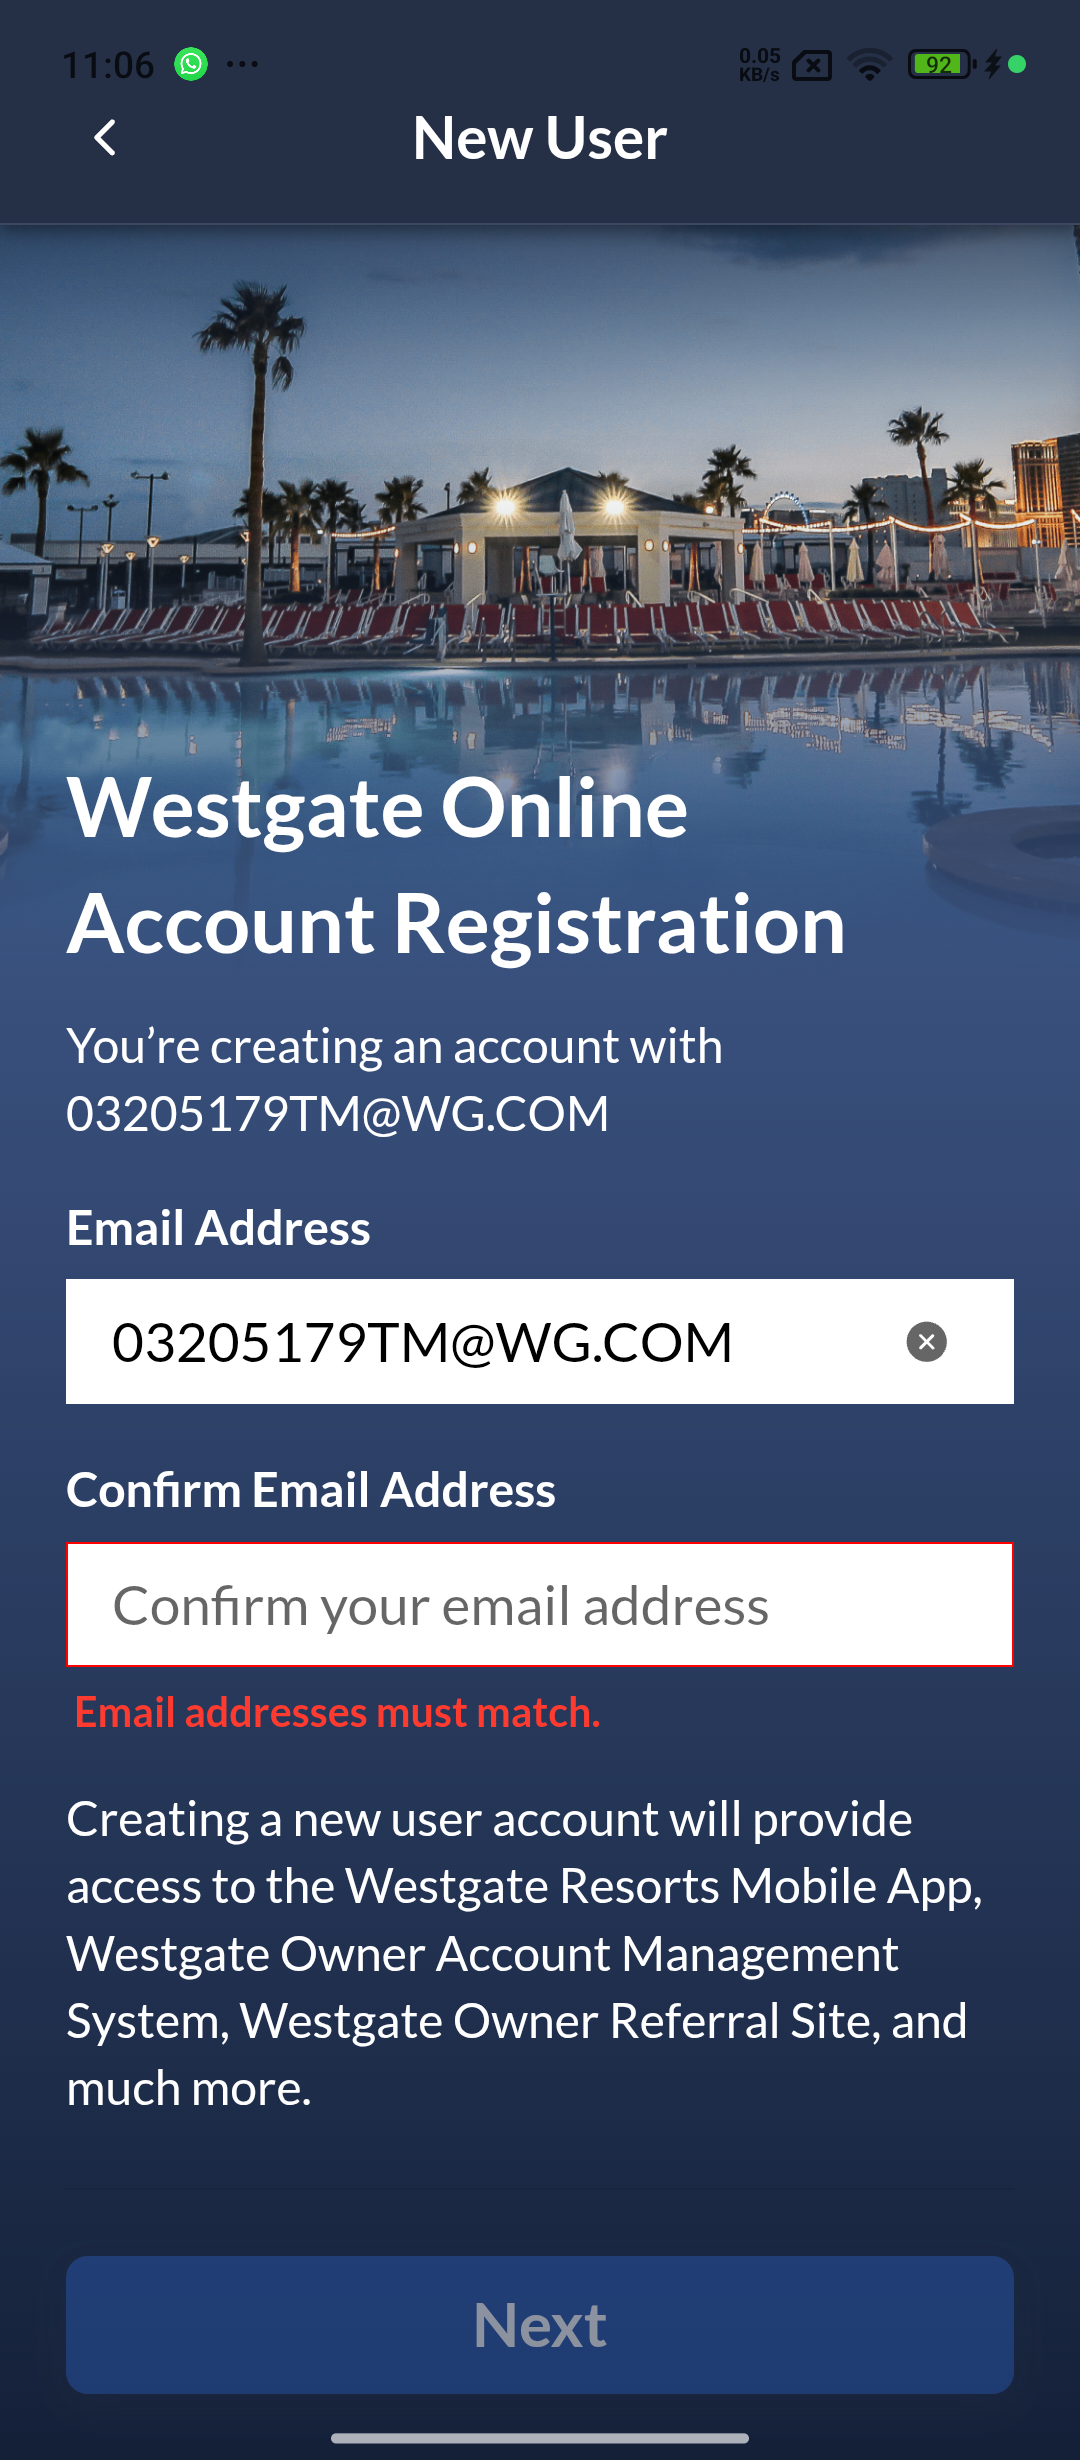 11:06
0.05
KB/s
92
New User
Westgate Online
Account Registration
You’re creating an account with
03205179TM@WG.COM
Email Address
03205179TM@WG.COM
Confirm Email Address
Confirm your email address
Email addresses must match.
Creating a new user account will provide
access to the Westgate Resorts Mobile App,
Westgate Owner Account Management
System, Westgate Owner Referral Site, and
much more.
Next